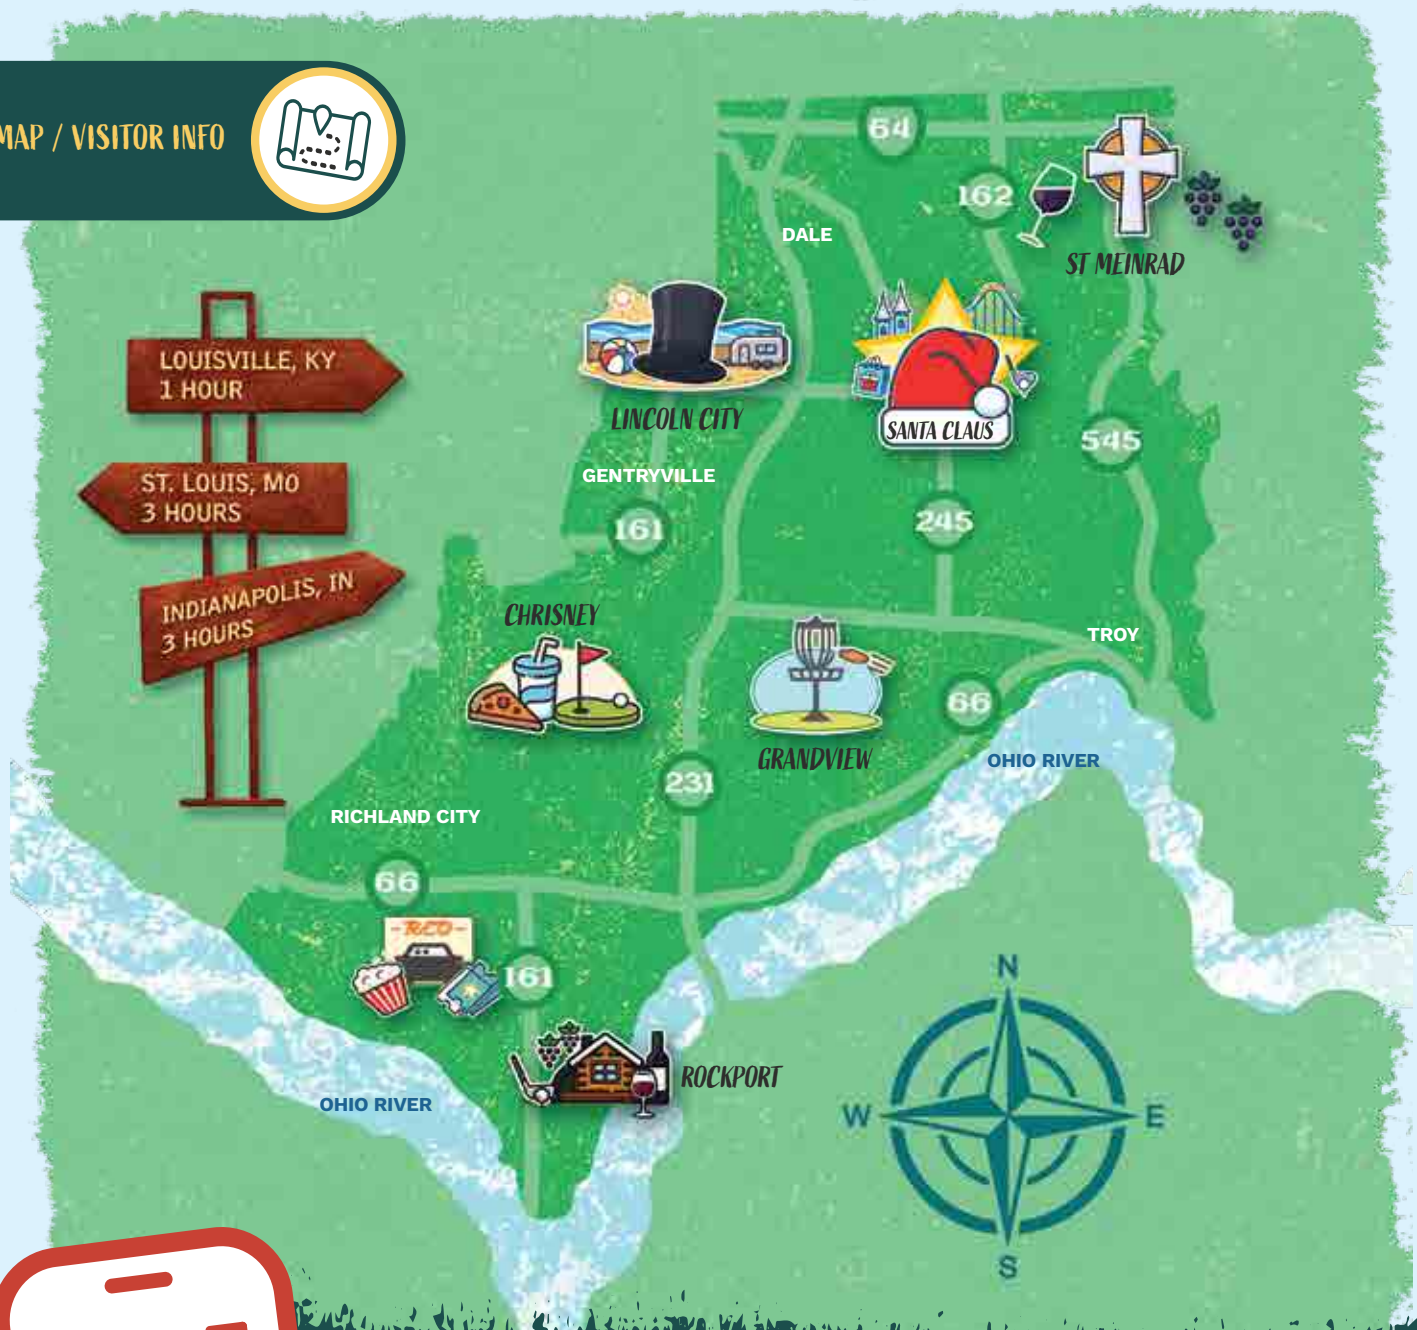 MAP / VISITOR INFO
64
162
DALE
ST MEINRAD
LOUISVILLE, KY
1 HOUR
LINCOLN CITY
SANTA CLAUS
545
GENTRYVILLE
ST. LOUIS, MO
3 HOURS
161
245
INDIANAPOLIS, IN
3 HOURS
CHRISNEY
TROY
66
GRANDVIEW
OHIO RIVER
231
RICHLAND CITY
66
-REO-
161
ROCKPORT
OHIO RIVER
N
W
E
S